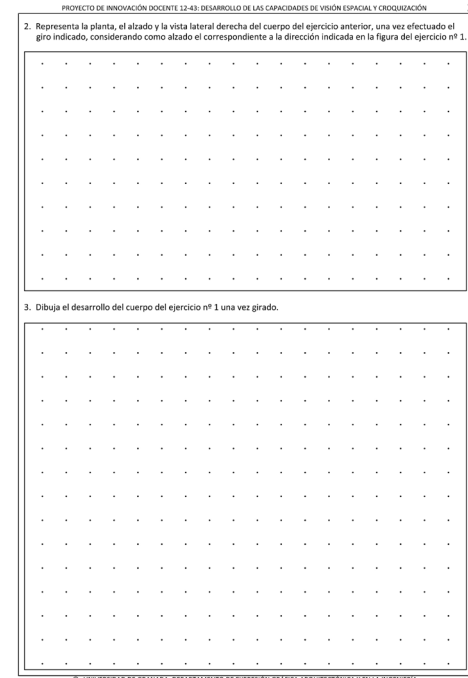 PROYECTO DE INNOVACIÓN DOCENTE 12-43: DESARROLLO DE LAS CAPACIDADES DE VISIÓN ESPACIAL Y CROQUIZACIÓN
2. Representa la planta, el alzado y la vista lateral derecha del cuerpo del ejercicio anterior, una vez efectuado el
giro indicado, considerando como alzado el correspondiente a la dirección indicada en la figura del ejercicio nº 1.
3. Dibuja el desarrollo del cuerpo del ejercicio nº 1 una vez girado.